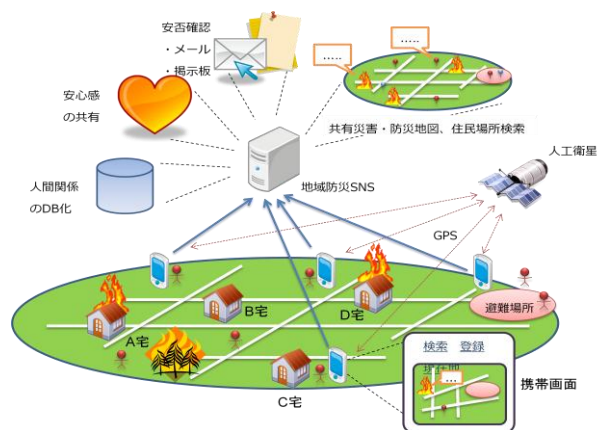 安否確認
・メール
・掲示板
.....
.....
安心感
の共有
共有災害・防災地図、住民場所検索
人工衛星
人間関係
のDB化
地域防災SNS
GPS
避難場所
A宅
B宅
D宅
C宅
検索 登録
...
携帯画面